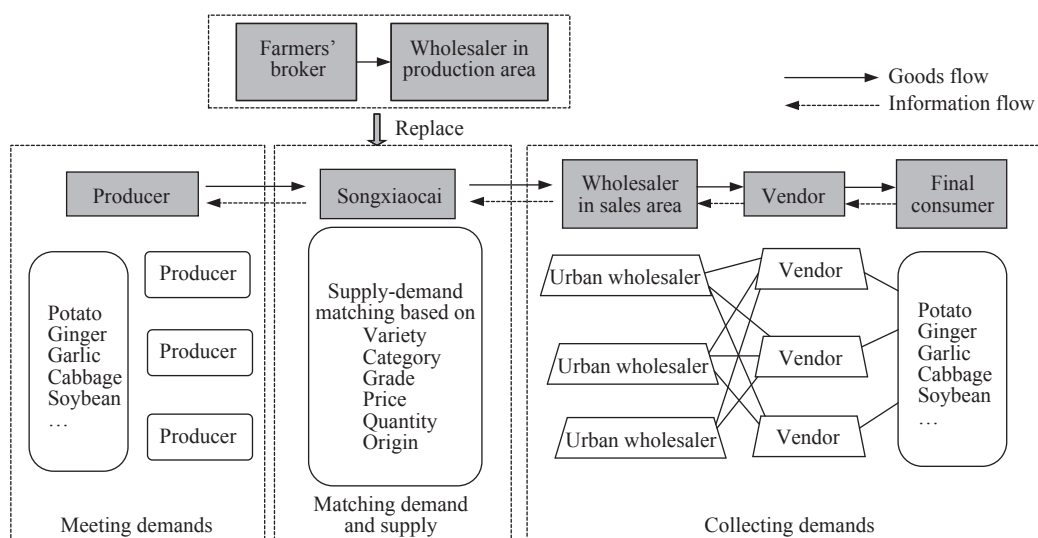 Farmers’
broker
Wholesaler in
production area
Goods flow
Information flow
Replace
Producer
Songxiaocai
Wholesaler
in sales area
Vendor
Final
consumer
Potato
Ginger
Garlic
Cabbage
Soybean
…
Producer
Producer
Producer
Supply-demand
matching based on
Variety
Category
Grade
Price
Quantity
Origin
Urban wholesaler
Urban wholesaler
Urban wholesaler
Vendor
Vendor
Vendor
Potato
Ginger
Garlic
Cabbage
Soybean
…
Meeting demands
Matching demand
and supply
Collecting demands